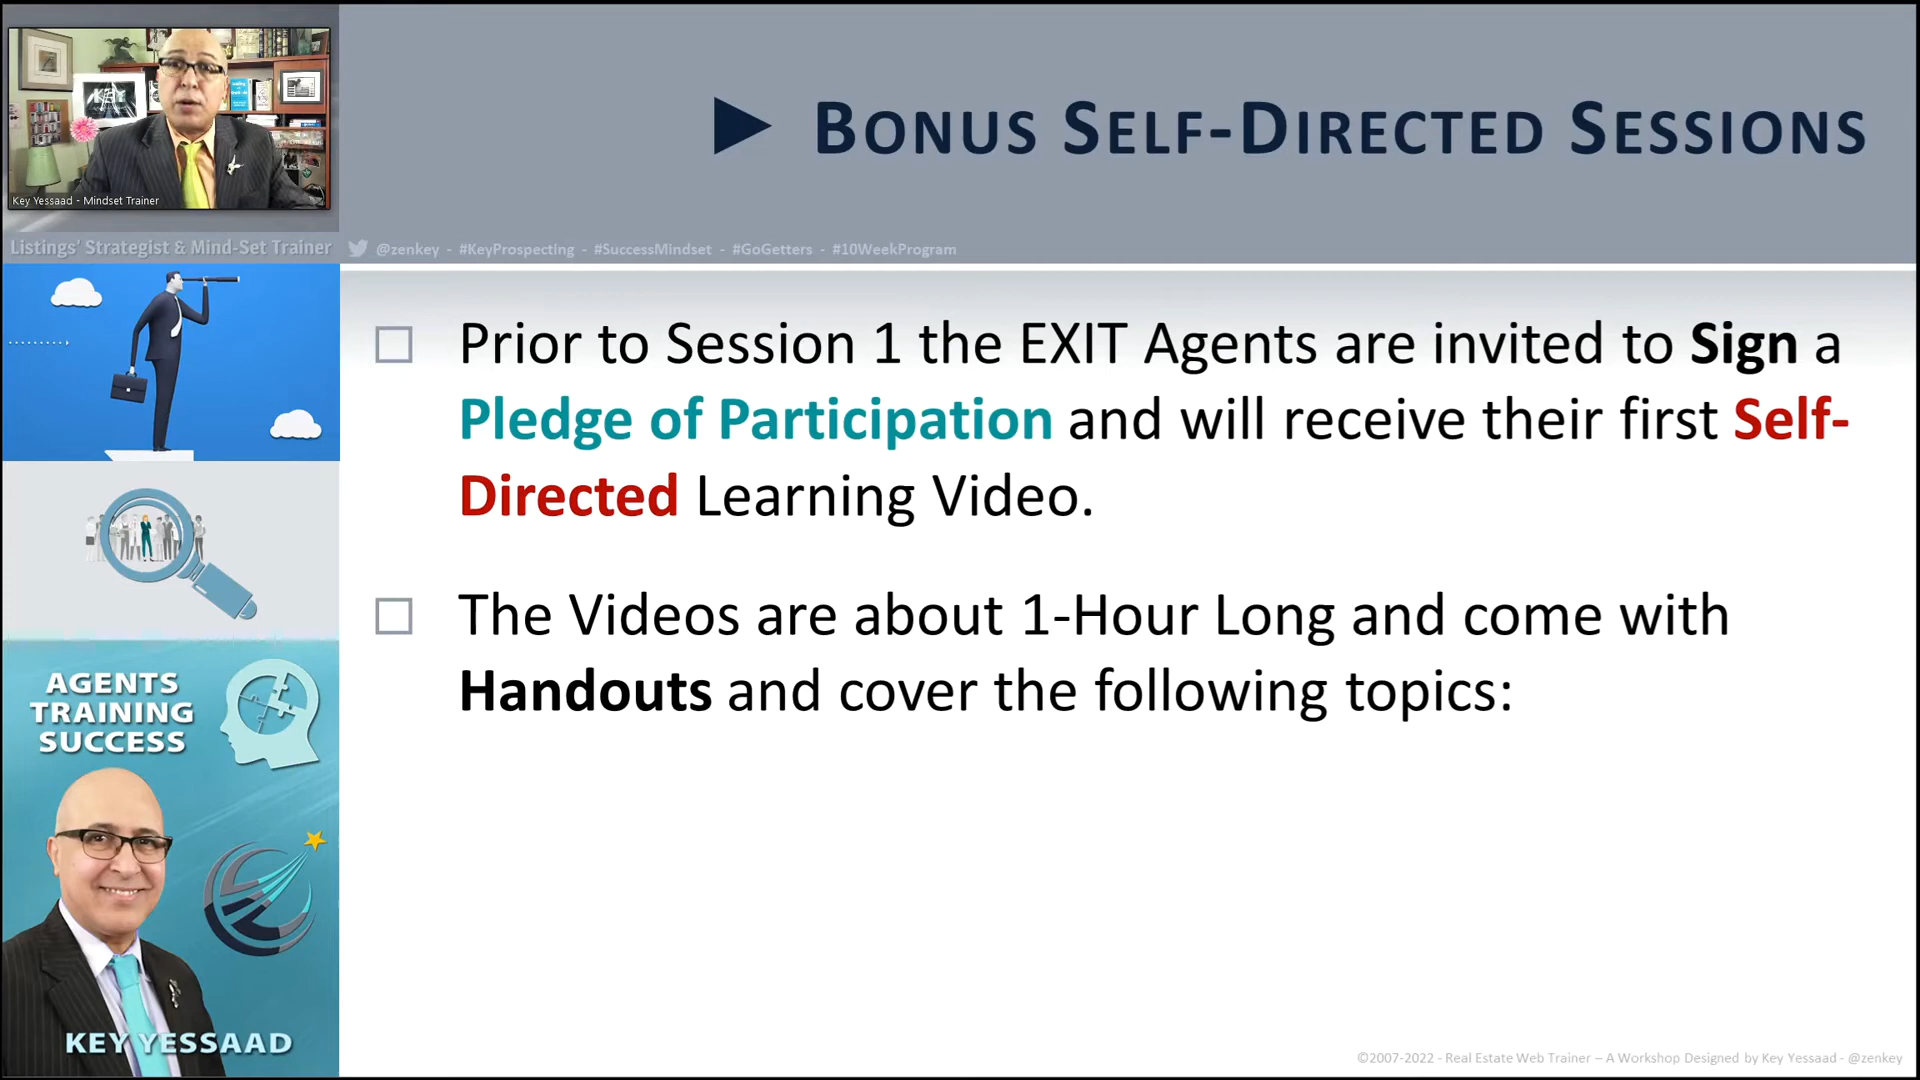 KEY
Key Yessaad - Mindset Trainer
BONUS SELF-DIRECTED SESSIONS
Listings' Strategist & Mind-Set Trainer
@zenkey - #KeyProspecting - #SuccessMindset - #GoGetters - #10WeekProgram
Prior to Session 1 the EXIT Agents are invited to Sign a
Pledge of Participation and will receive their first Self-
Directed Learning Video.
The Videos are about 1-Hour Long and come with
Handouts and cover the following topics:
AGENTS
TRAINING
SUCCESS
KEY YESSAAD
©2007-2022 - Real Estate Web Trainer – A Workshop Designed by Key Yessaad - @zenkey